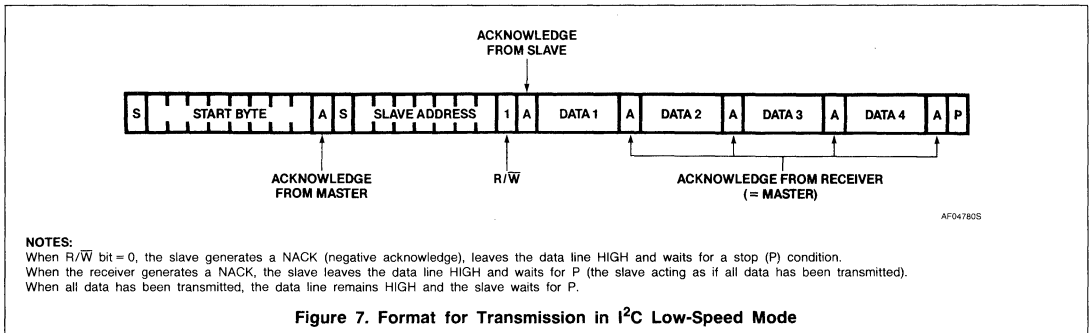 ACKNOWLEDGE
FROM SLAVE
S START BYTE A S SLAVE ADDRESS 1 A DATA 1 A DATA 2 A DATA 3 A DATA 4 A P
ACKNOWLEDGE
FROM MASTER
R/W̅
ACKNOWLEDGE FROM RECEIVER
(= MASTER)
AF04780S
NOTES:
When R/W̅ bit = 0, the slave generates a NACK (negative acknowledge), leaves the data line HIGH and waits for a stop (P) condition.
When the receiver generates a NACK, the slave leaves the data line HIGH and waits for P (the slave acting as if all data has been transmitted).
When all data has been transmitted, the data line remains HIGH and the slave waits for P.
Figure 7. Format for Transmission in I²C Low-Speed Mode